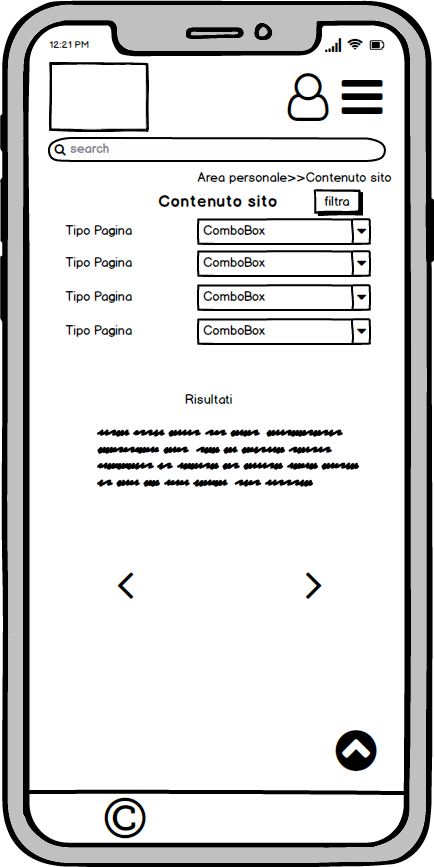 12:21 PM
search
Area personale>>Contenuto sito
Contenuto sito
filtra
Tipo Pagina ComboBox
Tipo Pagina ComboBox
Tipo Pagina ComboBox
Tipo Pagina ComboBox
Risultati
©